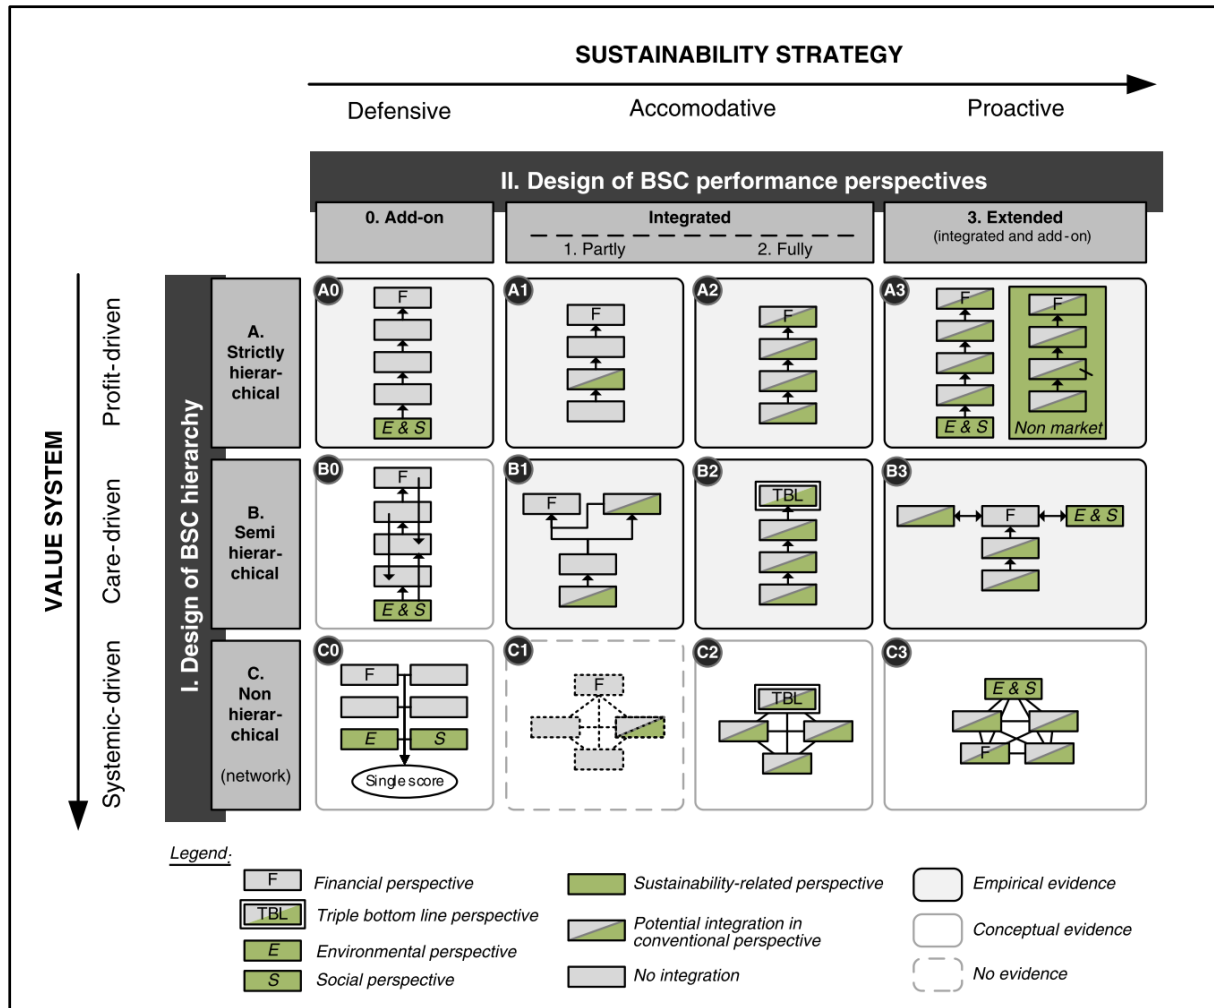 SUSTAINABILITY STRATEGY
Defensive
Accomodative
Proactive
II. Design of BSC performance perspectives
0. Add-on
Integrated
1. Partly
2. Fully
3. Extended
(integrated and add-on)
VALUE SYSTEM
Profit-driven
Care-driven
Systemic-driven
I. Design of BSC hierarchy
A.
Strictly
hierar-
chical
A0
F
E & S
A1
F
A2
F
A3
F
E & S
F
Non market
B.
Semi
hierar-
chical
B0
F
E & S
B1
F
B2
TBL
B3
F
E & S
C.
Non
hierar-
chical
(network)
C0
F
E
S
Single score
C1
F
C2
TBL
C3
E & S
F
Legend:
F
Financial perspective
TBL
Triple bottom line perspective
E
Environmental perspective
S
Social perspective
Sustainability-related perspective
Potential integration in
conventional perspective
No integration
Empirical evidence
Conceptual evidence
No evidence